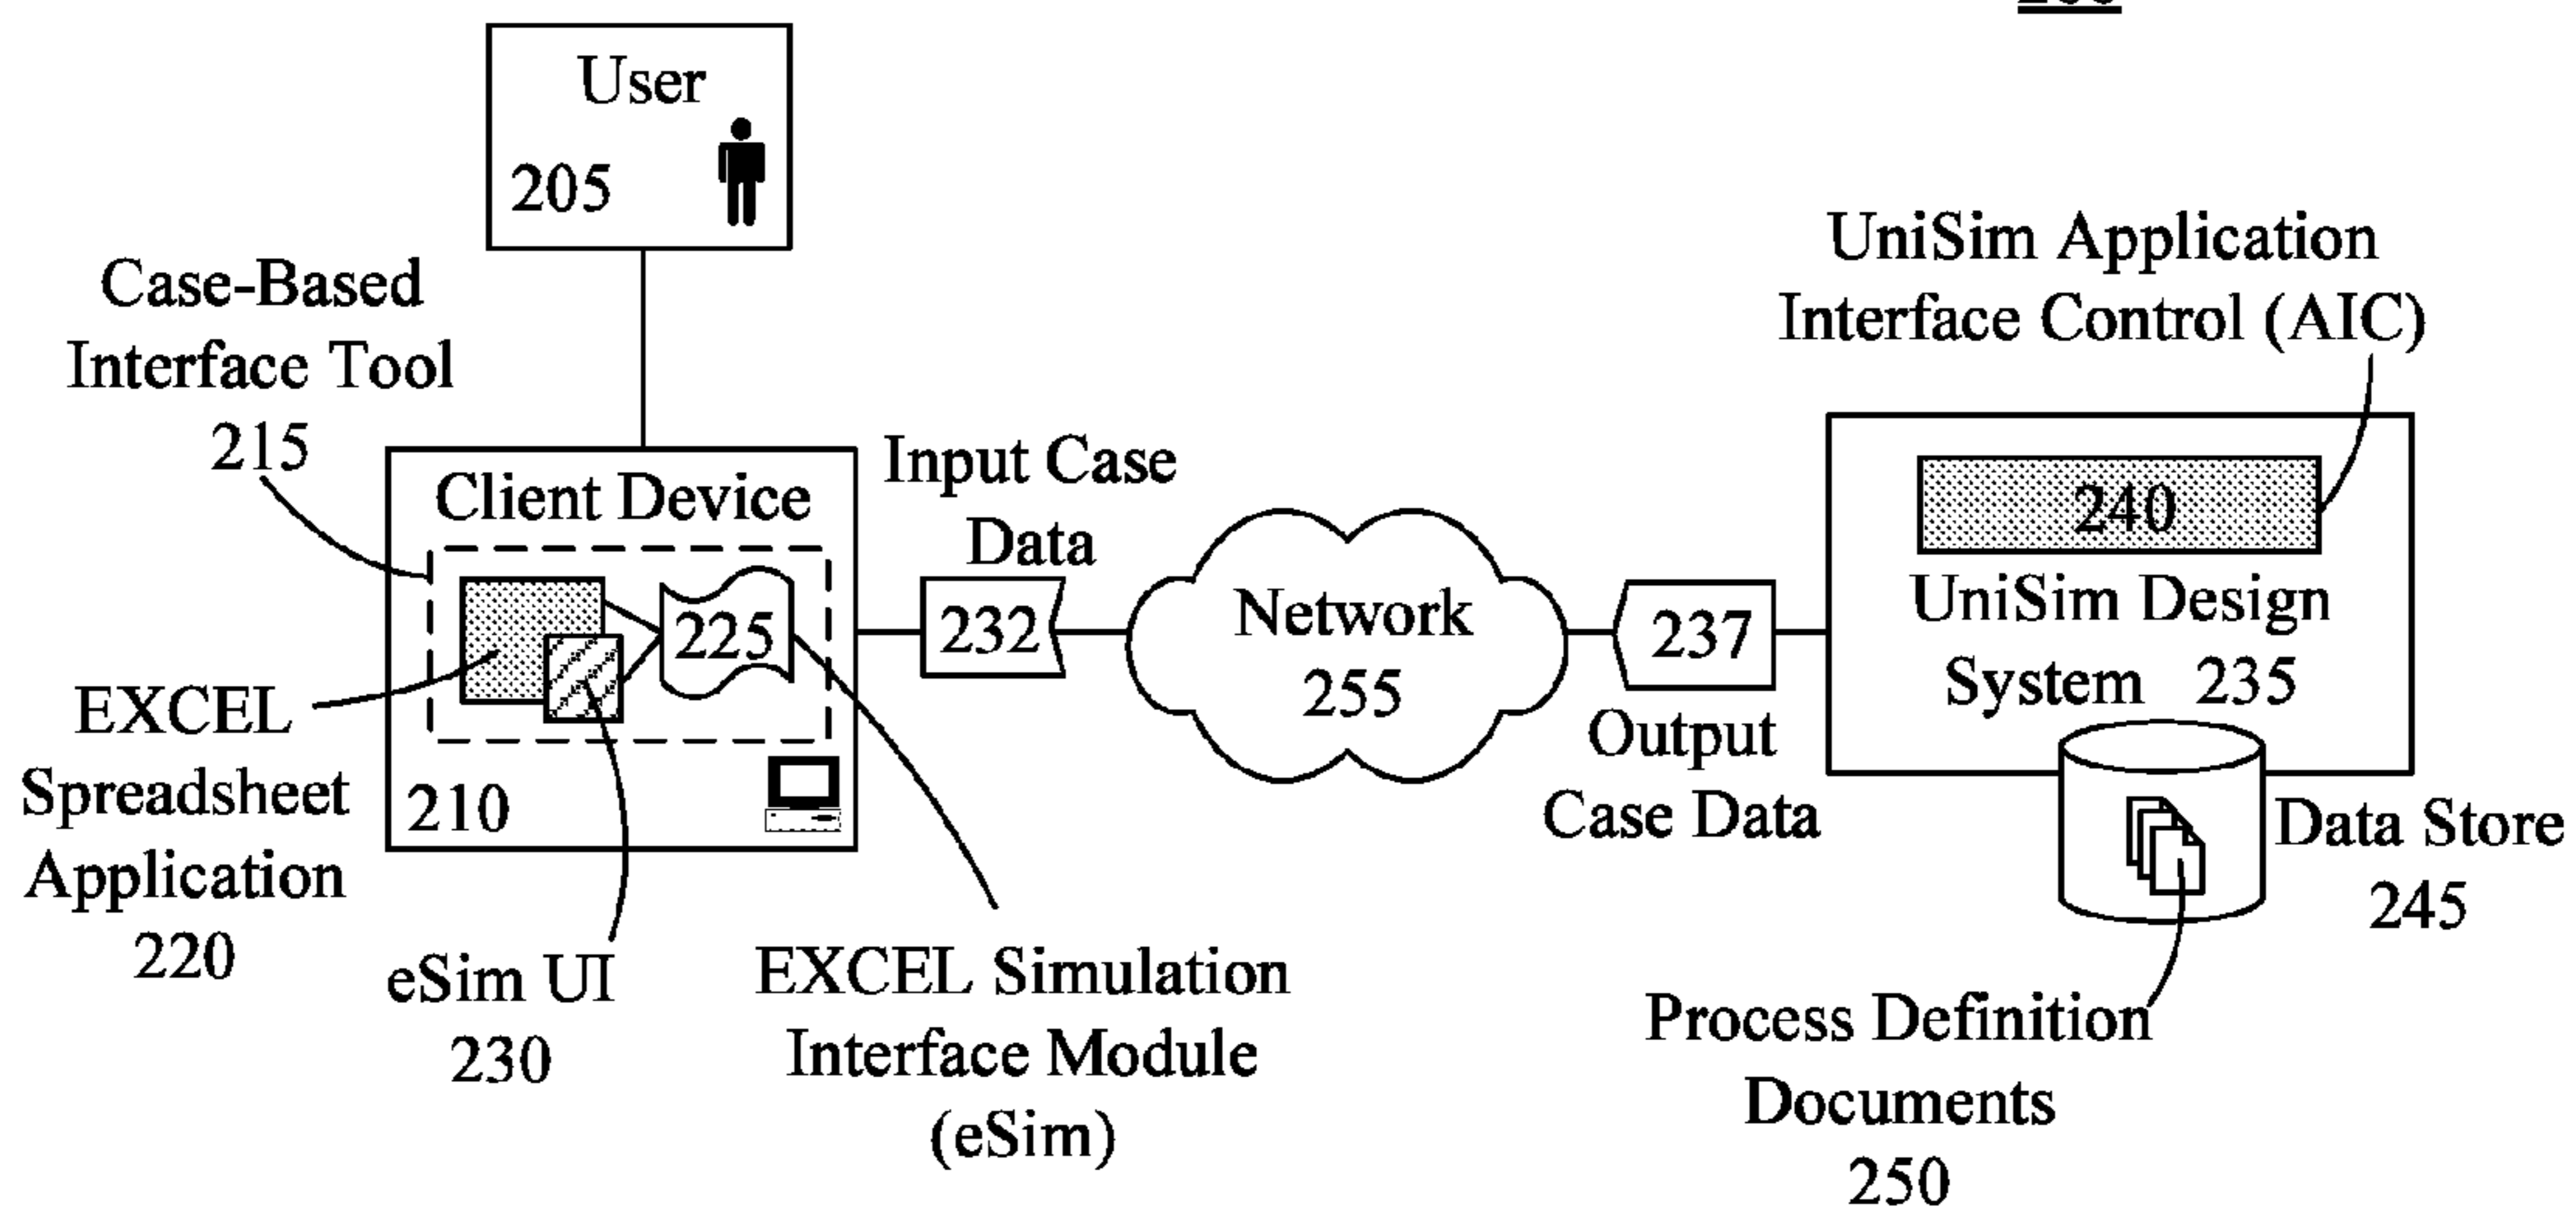 User
205
Case-Based
Interface Tool
215
UniSim Application
Interface Control (AIC)
Client Device
225
210
Input Case
Data
232
Network
255
237
Output
Case Data
240
UniSim Design
System 235
EXCEL
Spreadsheet
Application
220
eSim UI
230
EXCEL Simulation
Interface Module
(eSim)
Data Store
245
Process Definition
Documents
250